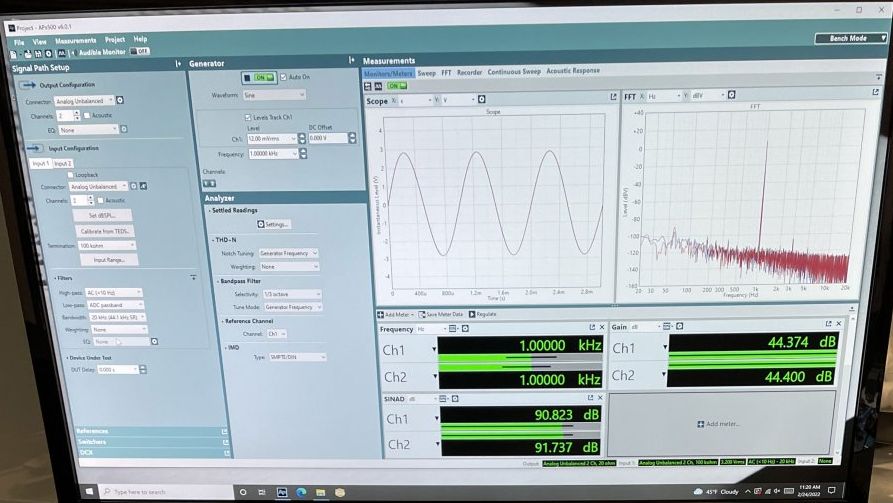 Project - APx500 v6.0.1
File View Measurements Project Help
Audible Monitor OFF
Bench Mode
Signal Path Setup
Output Configuration
Connector: Analog Unbalanced
Channels: 2 Acoustic
EQ: None
Input Configuration
Input 1 Input 2
Loopback
Connector: Analog Unbalanced
Channels: 2 Acoustic
Set dBSPL...
Calibrate from TEDS...
Termination: 100 kohm
Input Range...
Filters
High-pass: AC (<10 Hz)
Low-pass: ADC passband
Bandwidth: 20 kHz (44.1 kHz SR)
Weighting: None
EQ: None
Device Under Test
DUT Delay: 0.000 s
References
Switchers
DCX
Generator
ON Auto On
Waveform: Sine
Levels Track Ch1
Level DC Offset
Ch1: 12.00 mVrms 0.000 V
Frequency: 1.00000 kHz
Channels:
1 2
Analyzer
Settled Readings
Settings...
THD+N
Notch Tuning: Generator Frequency
Weighting: None
Bandpass Filter
Selectivity: 1/3 octave
Tune Mode: Generator Frequency
Reference Channel
Channel: Ch1
IMD
Type: SMPTE/DIN
Measurements
Monitors/Meters Sweep FFT Recorder Continuous Sweep Acoustic Response
ON
Scope X: s Y: V
Scope
Instantaneous Level (V)
4
3
2
1
0
-1
-2
-3
-4
0 400u 800u 1.2m 1.6m 2.0m 2.4m 2.8m
Time (s)
FFT X: Hz Y: dBV
FFT
Level (dBV)
+40
+20
0
-20
-40
-60
-80
-100
-120
-140
-160
20 30 50 100 200 500 1k 2k 5k 10k 20k
Frequency (Hz)
Add Meter Save Meter Data Regulate
Frequency Hz
Ch1 1.00000 kHz
Ch2 1.00000 kHz
Gain dB
Ch1 44.374 dB
Ch2 44.400 dB
SINAD dB
Ch1 90.823 dB
Ch2 91.737 dB
Add meter...
Output: Analog Unbalanced 2 Ch, 20 ohm Input 1: Analog Unbalanced 2 Ch, 100 kohm 3.200 Vrms AC (<10 Hz) - 20 kHz Input 2: None
Type here to search
45°F Cloudy
11:20 AM
2/24/2022